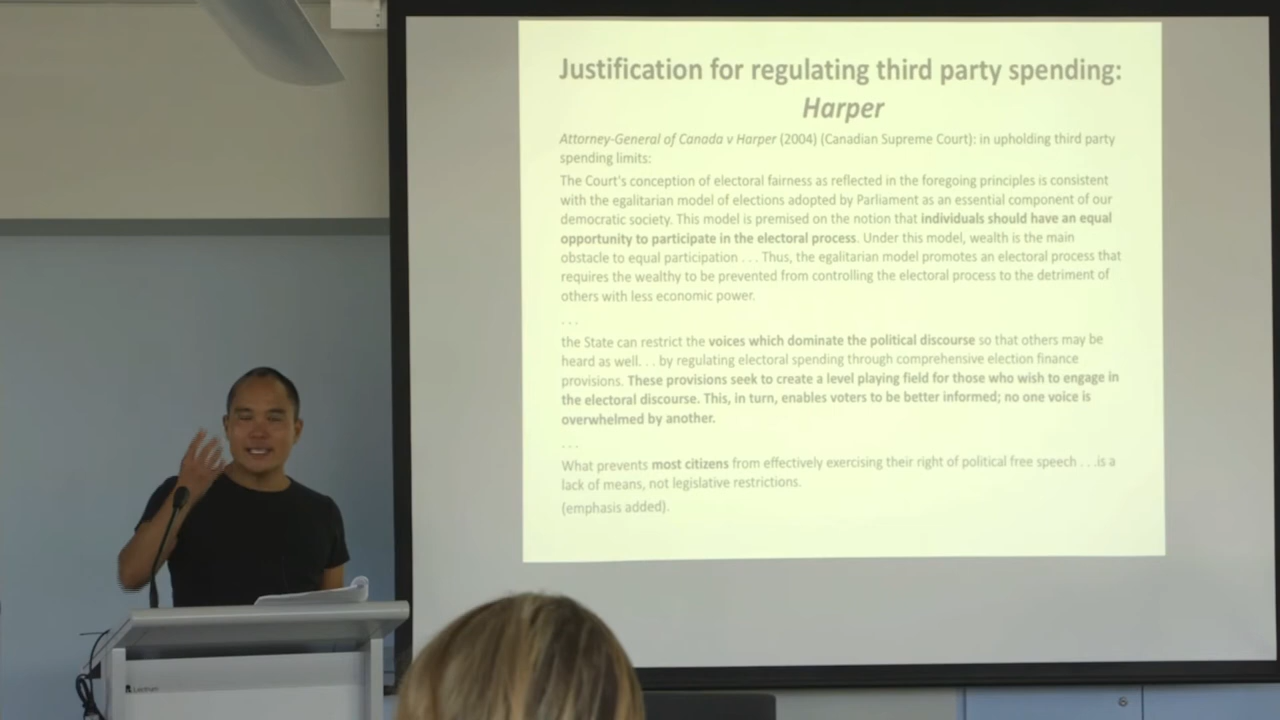 Justification for regulating third party spending:
Harper
Attorney-General of Canada v Harper (2004) (Canadian Supreme Court): in upholding third party
spending limits:
The Court's conception of electoral fairness as reflected in the foregoing principles is consistent
with the egalitarian model of elections adopted by Parliament as an essential component of our
democratic society. This model is premised on the notion that individuals should have an equal
opportunity to participate in the electoral process. Under this model, wealth is the main
obstacle to equal participation . . . Thus, the egalitarian model promotes an electoral process that
requires the wealthy to be prevented from controlling the electoral process to the detriment of
others with less economic power.
. . .
the State can restrict the voices which dominate the political discourse so that others may be
heard as well. . . by regulating electoral spending through comprehensive election finance
provisions. These provisions seek to create a level playing field for those who wish to engage in
the electoral discourse. This, in turn, enables voters to be better informed; no one voice is
overwhelmed by another.
. . .
What prevents most citizens from effectively exercising their right of political free speech . . .is a
lack of means, not legislative restrictions.
(emphasis added).
Lectrum